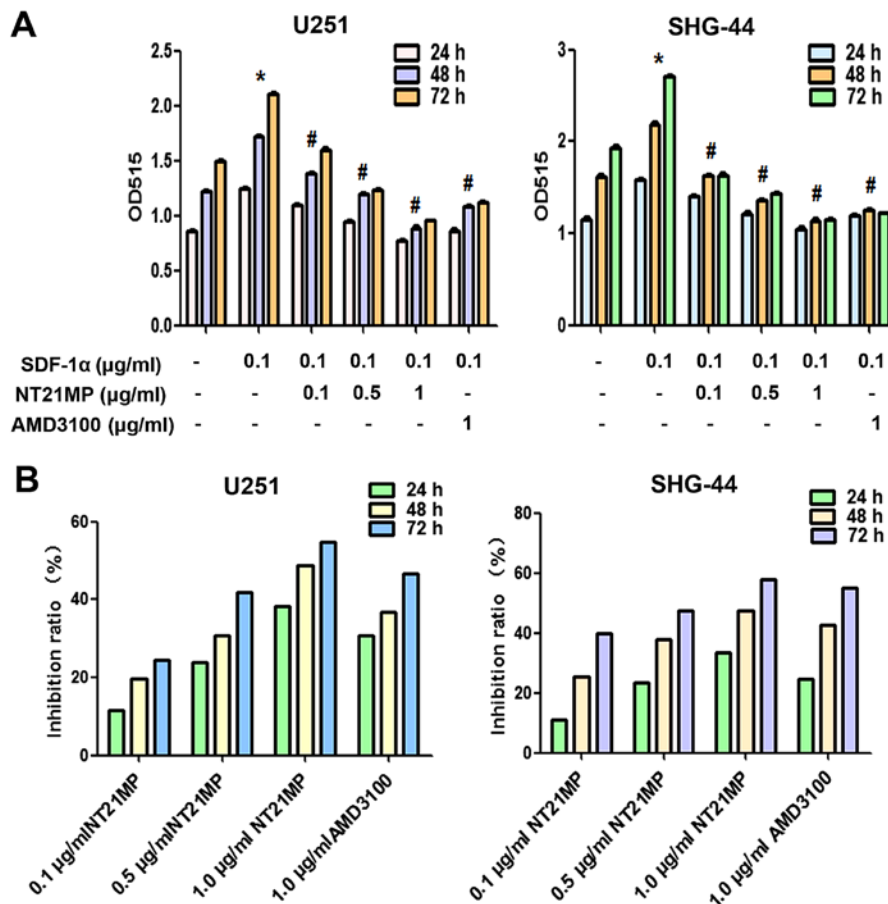 A
U251
SHG-44
24 h
48 h
72 h
24 h
48 h
72 h
OD515
2.5
2.0
1.5
1.0
0.5
0.0
*
#
#
#
#
OD515
3
2
1
0
*
#
#
#
#
SDF-1α (μg/ml) - 0.1 0.1 0.1 0.1 0.1 - 0.1 0.1 0.1 0.1 0.1
NT21MP (μg/ml) - - 0.1 0.5 1 - - - 0.1 0.5 1 -
AMD3100 (μg/ml) - - - - - 1 - - - - - 1
B
U251
SHG-44
24 h
48 h
72 h
24 h
48 h
72 h
Inhibition ratio (%)
60
40
20
0
Inhibition ratio (%)
80
60
40
20
0
0.1 μg/mlNT21MP
0.5 μg/mlNT21MP
1.0 μg/ml NT21MP
1.0 μg/mlAMD3100
0.1 μg/ml NT21MP
0.5 μg/ml NT21MP
1.0 μg/ml NT21MP
1.0 μg/ml AMD3100